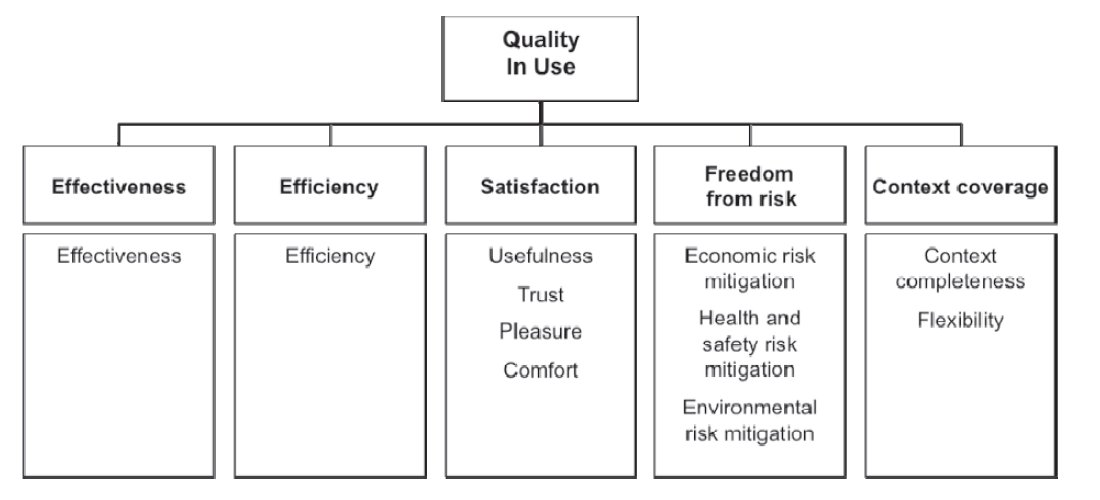 Quality
In Use
Effectiveness
Efficiency
Satisfaction
Freedom
from risk
Context coverage
Effectiveness
Efficiency
Usefulness
Trust
Pleasure
Comfort
Economic risk
mitigation
Health and
safety risk
mitigation
Environmental
risk mitigation
Context
completeness
Flexibility